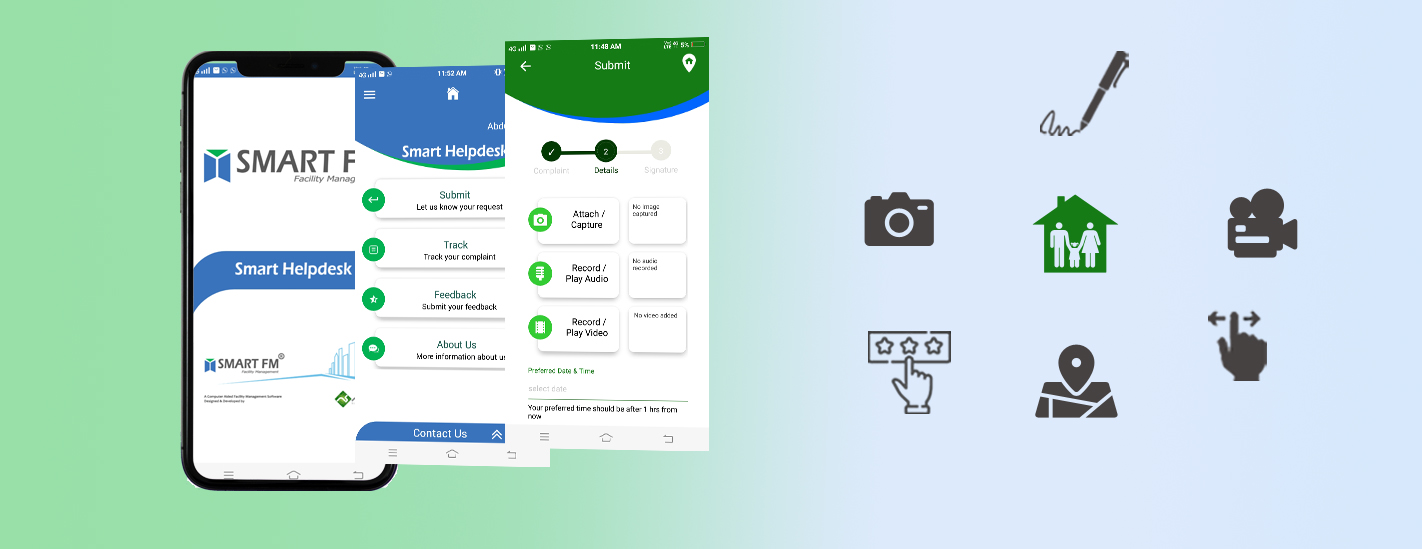 SMART F
Facility Manag
Smart Helpdesk
SMART FM®
Facility Management
A Computer Aided Facility Management Software
Designed & Developed by
4G
11:52 AM
Abd
Smart Helpdesk
Submit
Let us know your request
Track
Track your complaint
Feedback
Submit your feedback
About Us
More information about us
Contact Us
4G 11:48 AM 5%
Submit
✓ 2 3
Complaint Details Signature
Attach /
Capture
No Image
captured
Record /
Play Audio
No audio
recorded
Record /
Play Video
No video added
Preferred Date & Time
select date
Your preferred time should be after 1 hrs from
now